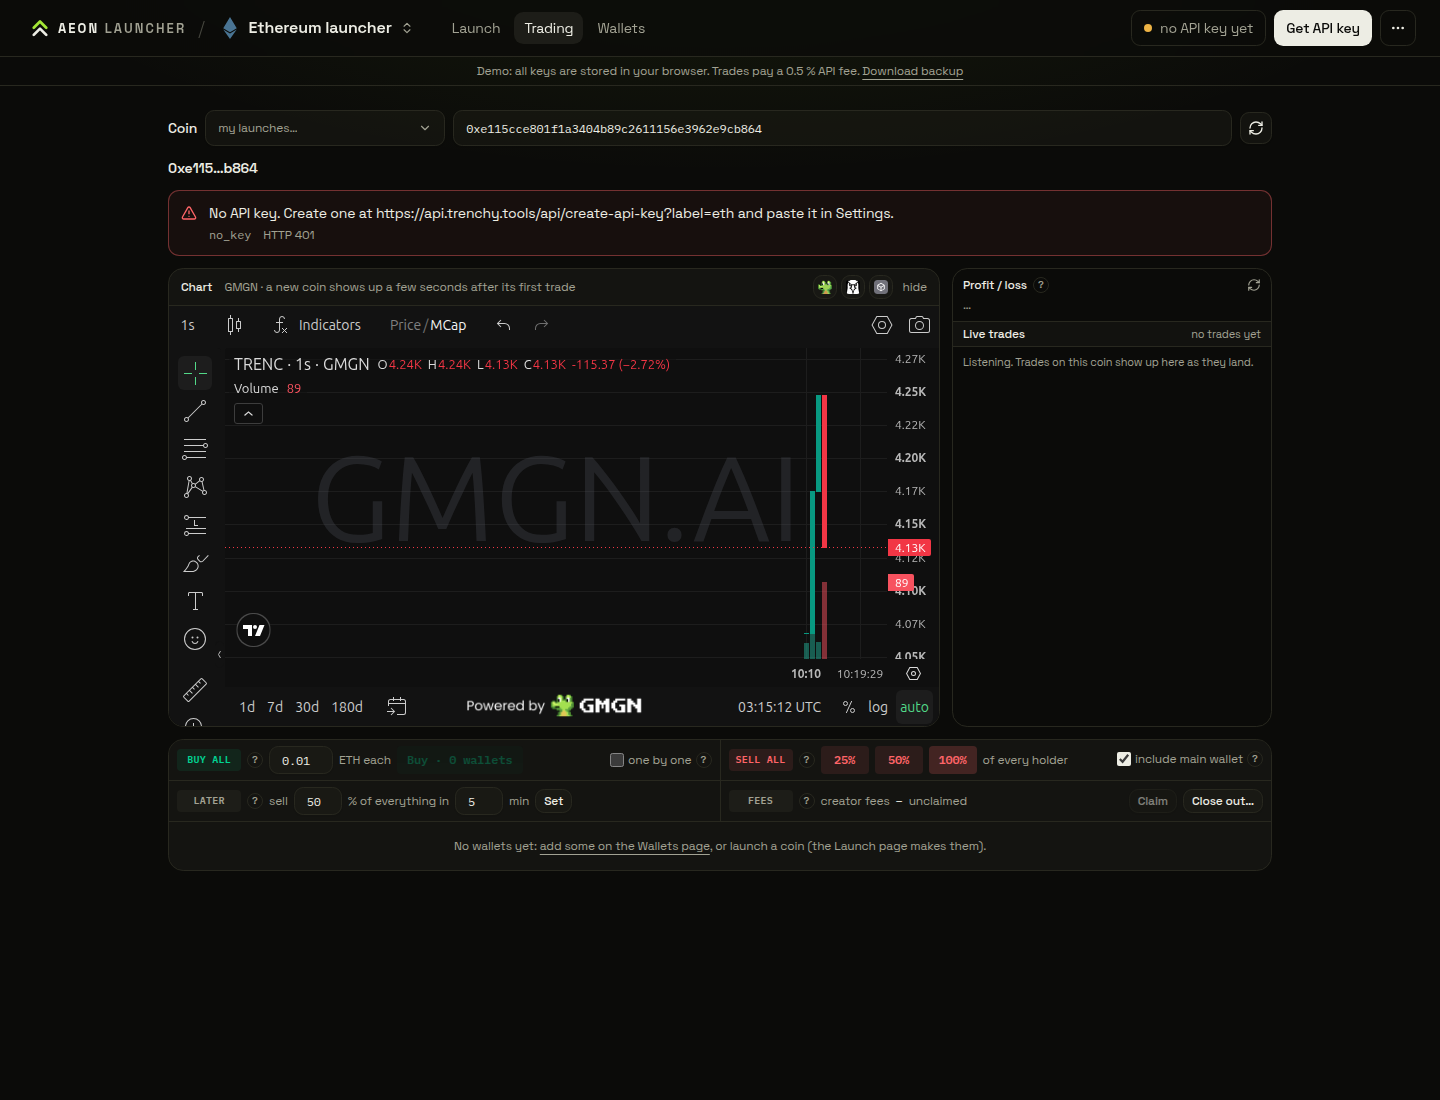 AEON LAUNCHER / Ethereum launcher Launch Trading Wallets no API key yet Get API key
Demo: all keys are stored in your browser. Trades pay a 0.5 % API fee. Download backup
Coin my launches... 0xe115cce801f1a3404b89c2611156e3962e9cb864
0xe115...b864
No API key. Create one at https://api.trenchy.tools/api/create-api-key?label=eth and paste it in Settings.
no_key HTTP 401
Chart GMGN · a new coin shows up a few seconds after its first trade hide
1s Indicators Price / MCap
TRENC · 1s · GMGN O4.24K H4.24K L4.13K C4.13K -115.37 (−2.72%)
Volume 89
GMGN.AI
4.27K
4.25K
4.22K
4.20K
4.17K
4.15K
4.13K
4.12K
89
4.10K
4.07K
4.05K
10:10 10:19:29
1d 7d 30d 180d Powered by GMGN 03:15:12 UTC % log auto
Profit / loss ?
...
Live trades no trades yet
Listening. Trades on this coin show up here as they land.
BUY ALL ? 0.01 ETH each Buy · 0 wallets one by one ?
SELL ALL ? 25% 50% 100% of every holder include main wallet ?
LATER ? sell 50 % of everything in 5 min Set
FEES ? creator fees – unclaimed Claim Close out...
No wallets yet: add some on the Wallets page, or launch a coin (the Launch page makes them).